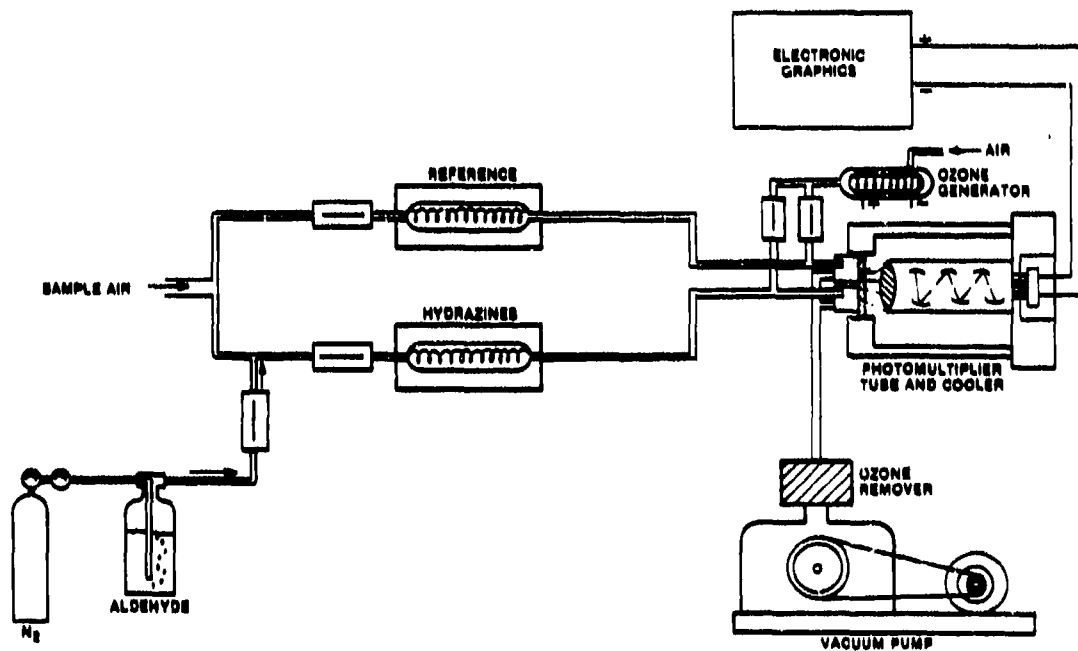 ELECTRONIC
GRAPHICS
+
−
AIR
OZONE
GENERATOR
+
−
REFERENCE
SAMPLE AIR
HYDRAZINES
PHOTOMULTIPLIER
TUBE AND COOLER
OZONE
REMOVER
ALDEHYDE
N₂
VACUUM PUMP